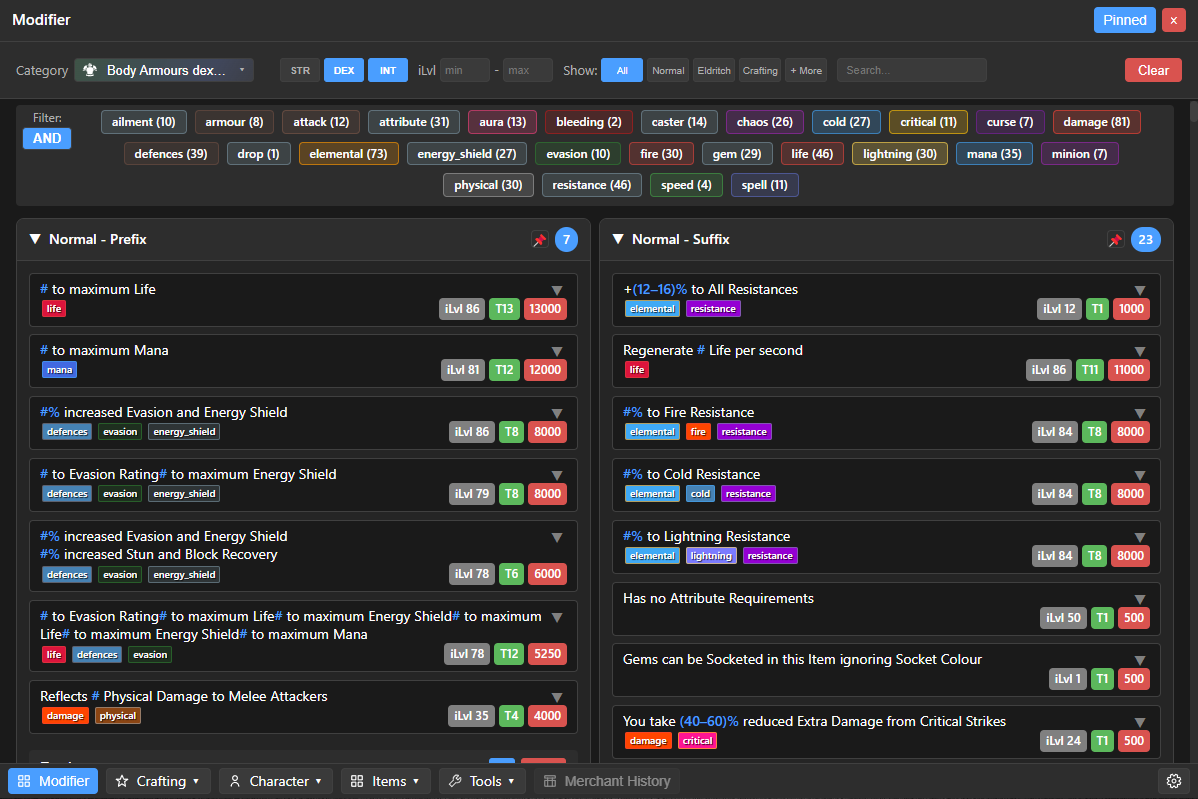 Modifier
Pinned
x
Category
Body Armours dex...
STR
DEX
INT
iLvl
min
-
max
Show:
All
Normal
Eldritch
Crafting
+ More
Search...
Clear
Filter:
AND
ailment (10)
armour (8)
attack (12)
attribute (31)
aura (13)
bleeding (2)
caster (14)
chaos (26)
cold (27)
critical (11)
curse (7)
damage (81)
defences (39)
drop (1)
elemental (73)
energy_shield (27)
evasion (10)
fire (30)
gem (29)
life (46)
lightning (30)
mana (35)
minion (7)
physical (30)
resistance (46)
speed (4)
spell (11)
▼ Normal - Prefix
7
# to maximum Life
life
iLvl 86 T13 13000
# to maximum Mana
mana
iLvl 81 T12 12000
#% increased Evasion and Energy Shield
defences evasion energy_shield
iLvl 86 T8 8000
# to Evasion Rating# to maximum Energy Shield
defences evasion energy_shield
iLvl 79 T8 8000
#% increased Evasion and Energy Shield
#% increased Stun and Block Recovery
defences evasion energy_shield
iLvl 78 T6 6000
# to Evasion Rating# to maximum Life# to maximum Energy Shield# to maximum
Life# to maximum Energy Shield# to maximum Mana
life defences evasion
iLvl 78 T12 5250
Reflects # Physical Damage to Melee Attackers
damage physical
iLvl 35 T4 4000
▼ Normal - Suffix
23
+(12–16)% to All Resistances
elemental resistance
iLvl 12 T1 1000
Regenerate # Life per second
life
iLvl 86 T11 11000
#% to Fire Resistance
elemental fire resistance
iLvl 84 T8 8000
#% to Cold Resistance
elemental cold resistance
iLvl 84 T8 8000
#% to Lightning Resistance
elemental lightning resistance
iLvl 84 T8 8000
Has no Attribute Requirements
iLvl 50 T1 500
Gems can be Socketed in this Item ignoring Socket Colour
iLvl 1 T1 500
You take (40–60)% reduced Extra Damage from Critical Strikes
damage critical
iLvl 24 T1 500
Modifier
Crafting
Character
Items
Tools
Merchant History